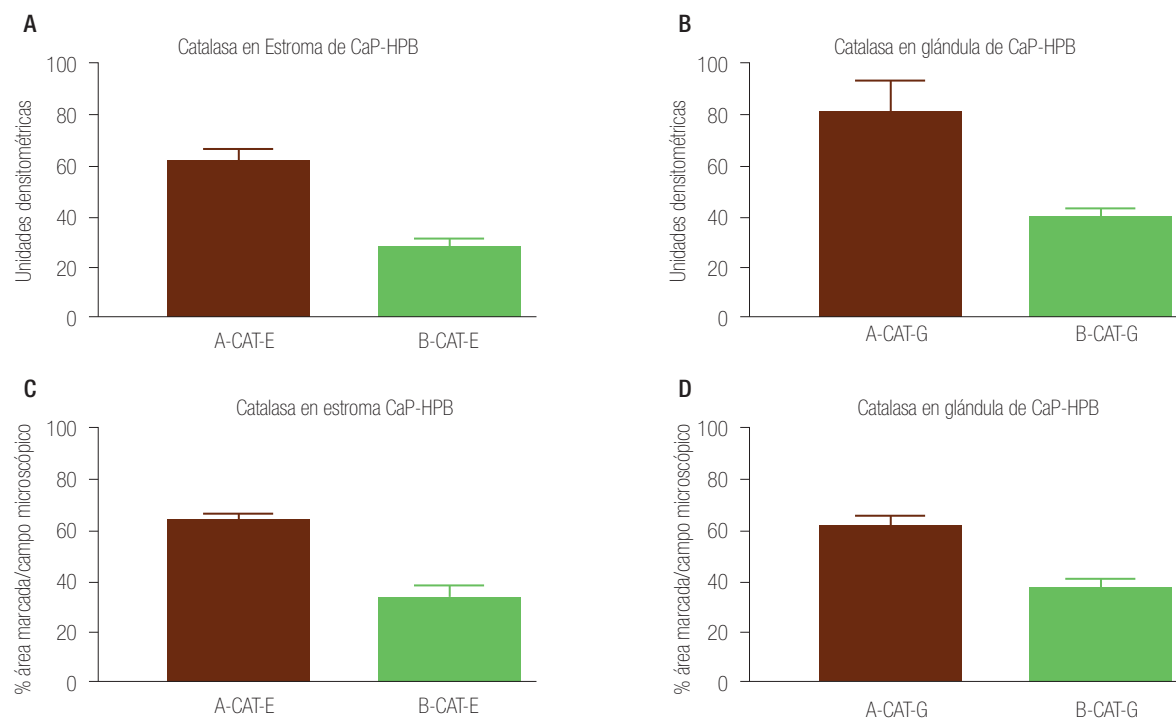 A
Catalasa en Estroma de CaP-HPB
Unidades densitométricas
100
80
60
40
20
0
A-CAT-E
B-CAT-E
B
Catalasa en glándula de CaP-HPB
Unidades densitométricas
100
80
60
40
20
0
A-CAT-G
B-CAT-G
C
Catalasa en estroma CaP-HPB
% área marcada/campo microscópico
100
80
60
40
20
0
A-CAT-E
B-CAT-E
D
Catalasa en glándula de CaP-HPB
% área marcada/campo microscópico
100
80
60
40
20
0
A-CAT-G
B-CAT-G